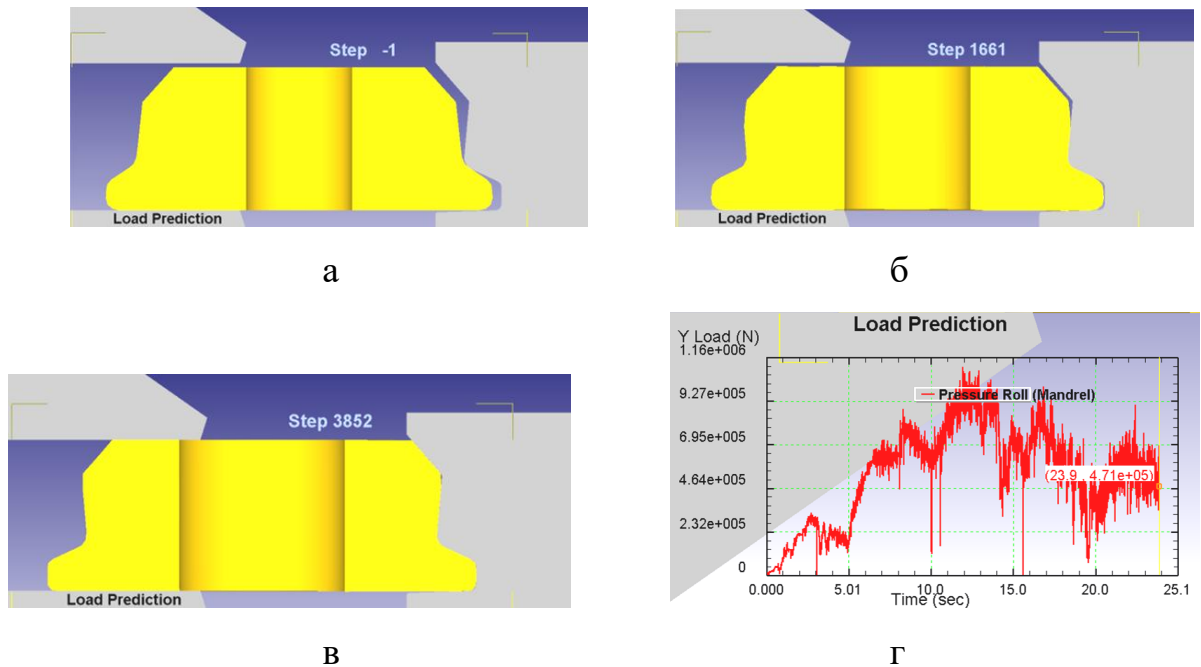 Step -1
Load Prediction
а
Step 1661
Load Prediction
б
Step 3852
Load Prediction
в
Load Prediction
Y Load (N)
1.16e+006
9.27e+005
6.95e+005
4.64e+005
2.32e+005
0
Pressure Roll (Mandrel)
(23.9 , 4.71e+05)
0.000 5.01 10.0 15.0 20.0 25.1
Time (sec)
г